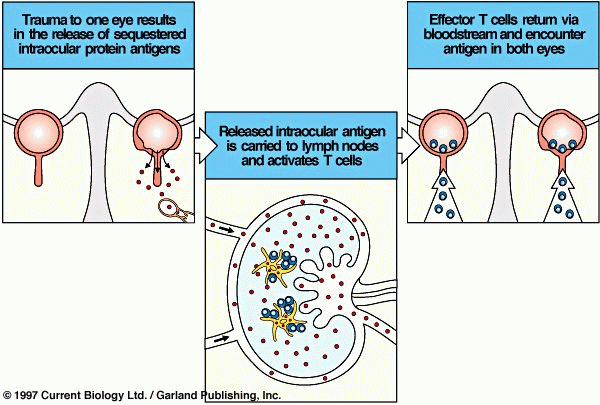 Trauma to one eye results
in the release of sequestered
intraocular protein antigens
Released intraocular antigen
is carried to lymph nodes
and activates T cells
Effector T cells return via
bloodstream and encounter
antigen in both eyes
© 1997 Current Biology Ltd. / Garland Publishing, Inc.